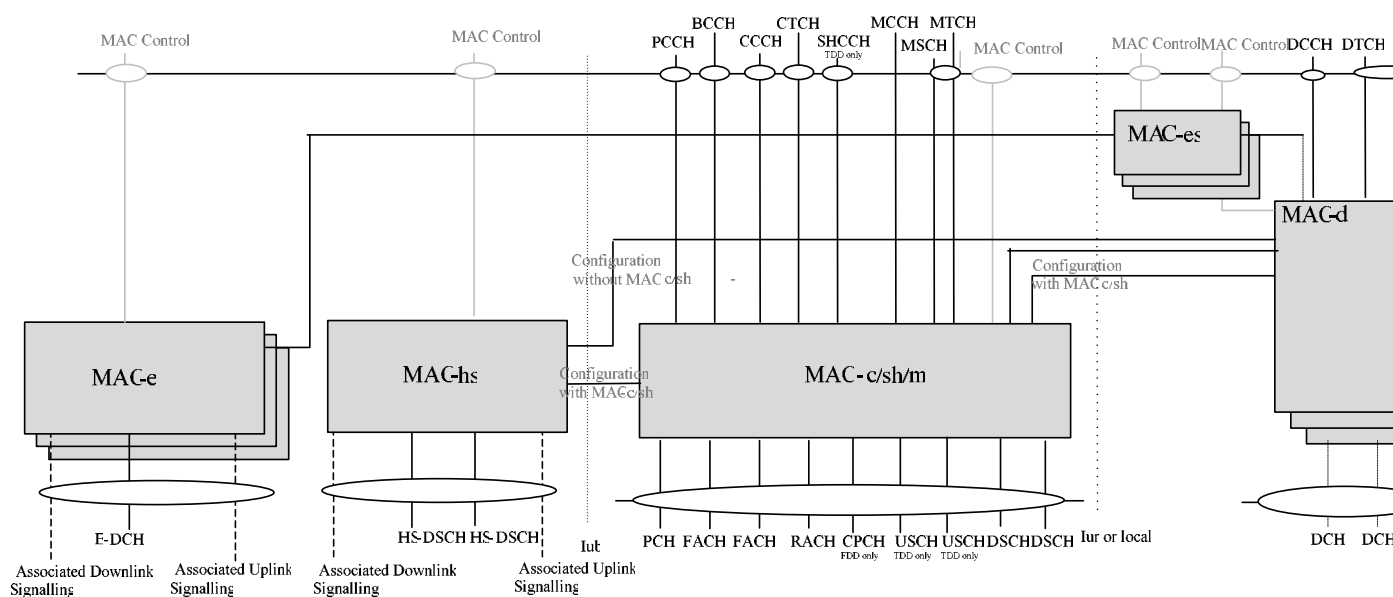 BCCH
CTCH
MCCH
MTCH
MAC Control
MAC Control
PCCH
CCCH
SHCCH
TDD only
MSCH
MAC Control
MAC Control
MAC Control
DCCH
DTCH
MAC-es
MAC-d
Configuration
without MAC c/sh
-
Configuration
with MAC c/sh
MAC-e
MAC-hs
Configuration
with MAC c/sh
MAC- c/sh/m
E-DCH
HS-DSCH
HS-DSCH
Iub
PCH
FACH
FACH
RACH
CPCH
FDD only
USCH
TDD only
USCH
TDD only
DSCH
DSCH
Iur or local
DCH
DCH
Associated Downlink
Signalling
Associated Uplink
Signalling
Associated Downlink
Signalling
Associated Uplink
Signalling